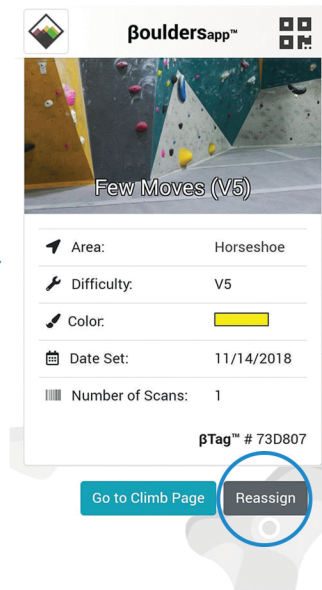 βouldersapp™
Few Moves (V5)
Area: Horseshoe
Difficulty: V5
Color:
Date Set: 11/14/2018
Number of Scans: 1
βTag™ # 73D807
Go to Climb Page Reassign